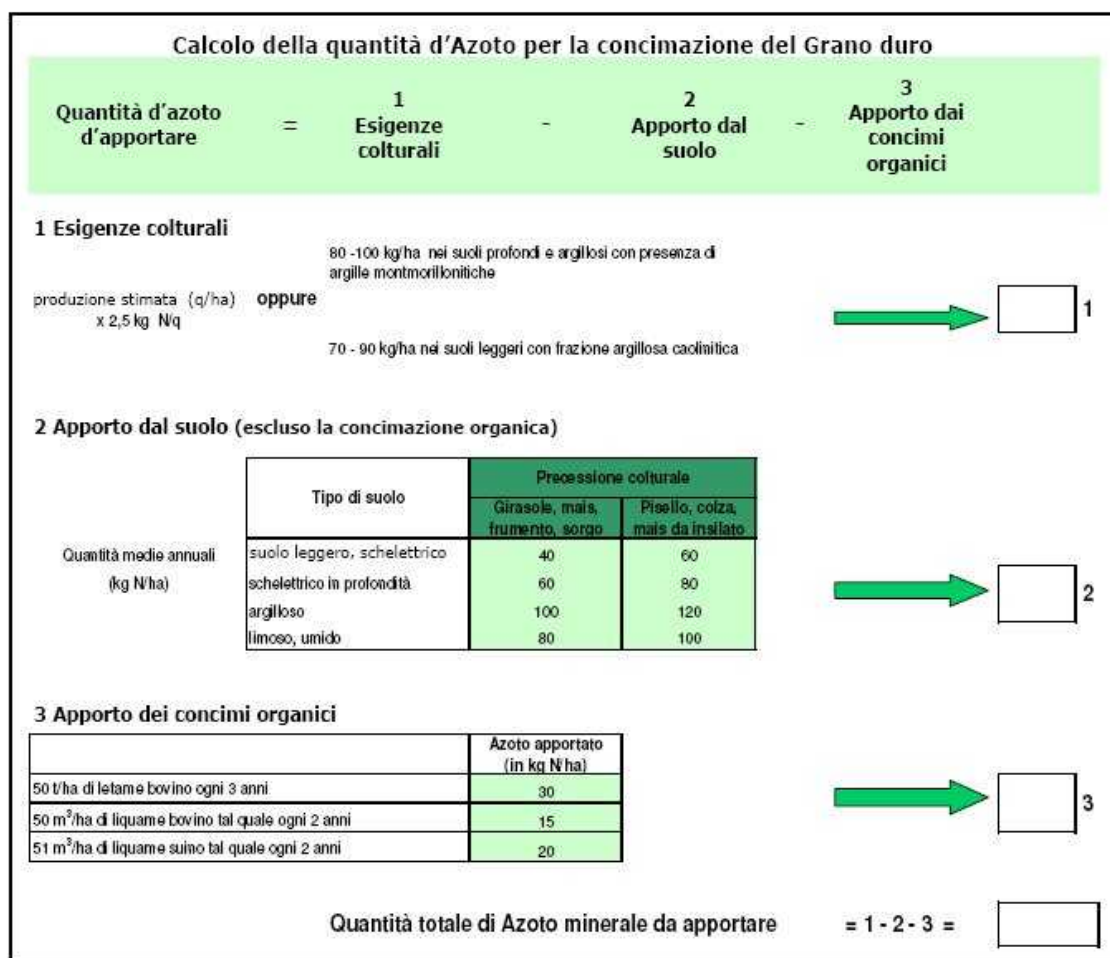 Calcolo della quantità d'Azoto per la concimazione del Grano duro
Quantità d'azoto d'apportare = 1 Esigenze colturali - 2 Apporto dal suolo - 3 Apporto dai concimi organici
1 Esigenze colturali
80 -100 kg/ha nei suoli profondi e argillosi con presenza di
argille montmorillonitiche
produzione stimata (q/ha) oppure
x 2,5 kg N/q
1
70 - 90 kg/ha nei suoli leggeri con frazione argillosa caolinitica
2 Apporto dal suolo (escluso la concimazione organica)
Tipo di suolo
Precessione colturale
Girasole, mais, frumento, sorgo
Pisello, colza, mais da insilato
Quantità medie annuali
(kg N/ha)
suolo leggero, schelettrico 40 60
schelettrico in profondità 60 80
argilloso 100 120
limoso, umido 80 100
2
3 Apporto dei concimi organici
Azoto apportato
(in kg N/ha)
50 t/ha di letame bovino ogni 3 anni 30
50 m³/ha di liquame bovino tal quale ogni 2 anni 15
51 m³/ha di liquame suino tal quale ogni 2 anni 20
3
Quantità totale di Azoto minerale da apportare = 1 - 2 - 3 =